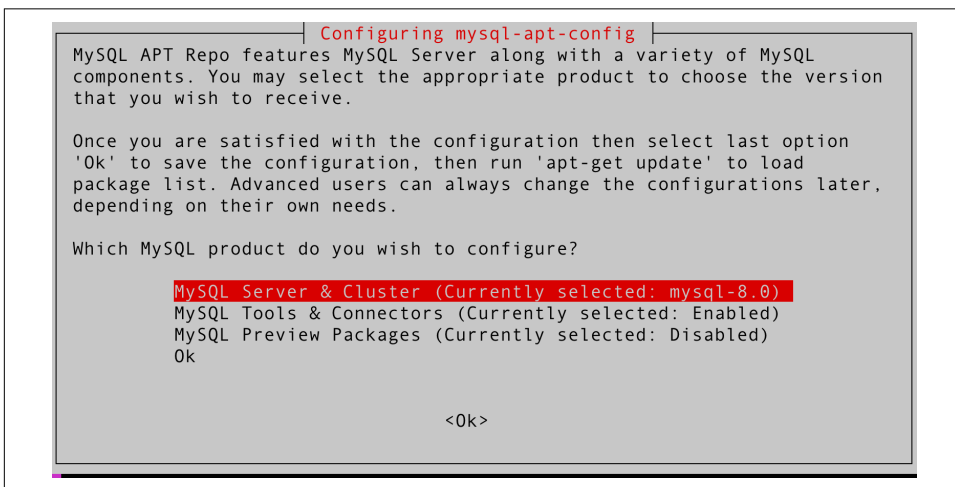 Configuring mysql-apt-config
MySQL APT Repo features MySQL Server along with a variety of MySQL
components. You may select the appropriate product to choose the version
that you wish to receive.
Once you are satisfied with the configuration then select last option
'Ok' to save the configuration, then run 'apt-get update' to load
package list. Advanced users can always change the configurations later,
depending on their own needs.
Which MySQL product do you wish to configure?
MySQL Server & Cluster (Currently selected: mysql-8.0)
MySQL Tools & Connectors (Currently selected: Enabled)
MySQL Preview Packages (Currently selected: Disabled)
Ok
<Ok>